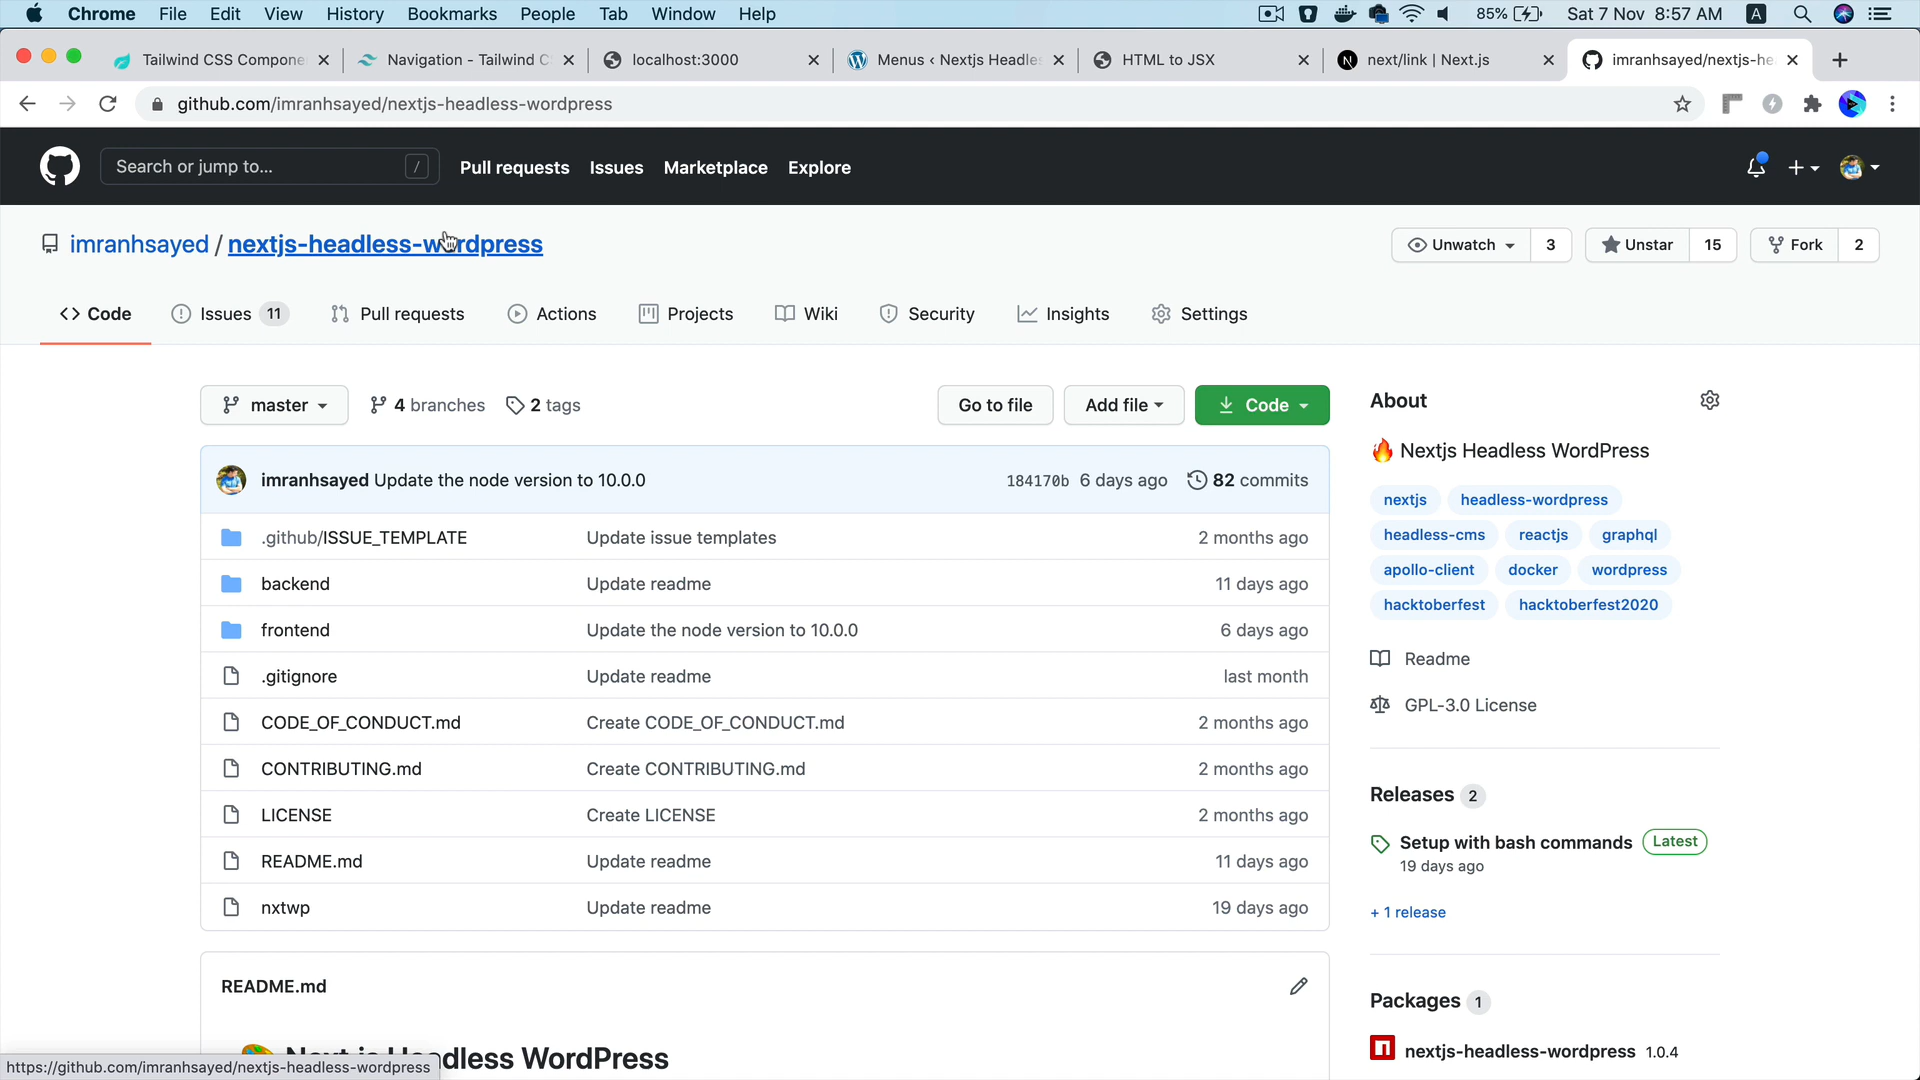 Chrome File Edit View History Bookmarks People Tab Window Help 85% Sat 7 Nov 8:57 AM A
Tailwind CSS Compone Navigation - Tailwind C localhost:3000 Menus ‹ Nextjs Headles HTML to JSX next/link | Next.js imranhsayed/nextjs-he
github.com/imranhsayed/nextjs-headless-wordpress
Search or jump to... / Pull requests Issues Marketplace Explore
imranhsayed / nextjs-headless-wordpress Unwatch 3 Unstar 15 Fork 2
Code Issues 11 Pull requests Actions Projects Wiki Security Insights Settings
master 4 branches 2 tags Go to file Add file Code
imranhsayed Update the node version to 10.0.0 184170b 6 days ago 82 commits
.github/ISSUE_TEMPLATE Update issue templates 2 months ago
backend Update readme 11 days ago
frontend Update the node version to 10.0.0 6 days ago
.gitignore Update readme last month
CODE_OF_CONDUCT.md Create CODE_OF_CONDUCT.md 2 months ago
CONTRIBUTING.md Create CONTRIBUTING.md 2 months ago
LICENSE Create LICENSE 2 months ago
README.md Update readme 11 days ago
nxtwp Update readme 19 days ago
README.md
Headless WordPress
https://github.com/imranhsayed/nextjs-headless-wordpress
About
Nextjs Headless WordPress
nextjs headless-wordpress
headless-cms reactjs graphql
apollo-client docker wordpress
hacktoberfest hacktoberfest2020
Readme
GPL-3.0 License
Releases 2
Setup with bash commands Latest
19 days ago
+ 1 release
Packages 1
nextjs-headless-wordpress 1.0.4